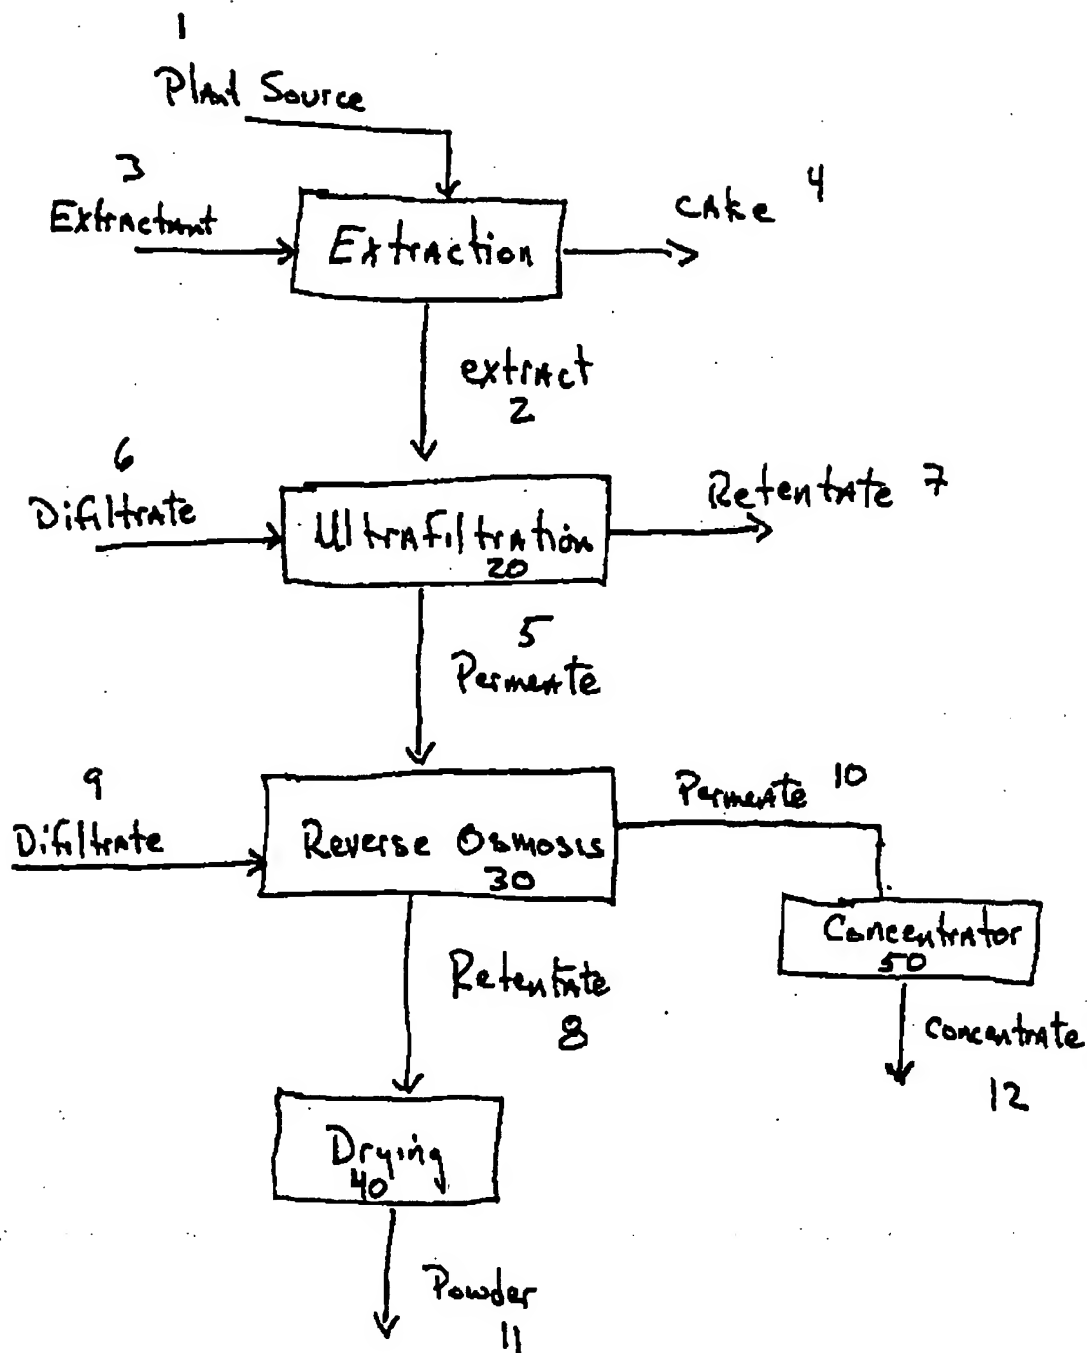 1
Plant Source
3
Extractant
Extraction
cake 4
extract
2
6
Difiltrate
Ultrafiltration
20
Retentate 7
5
Permeate
9
Difiltrate
Reverse Osmosis
30
Permeate 10
Concentrator
50
Retentate
8
Concentrate
12
Drying
40
Powder
11